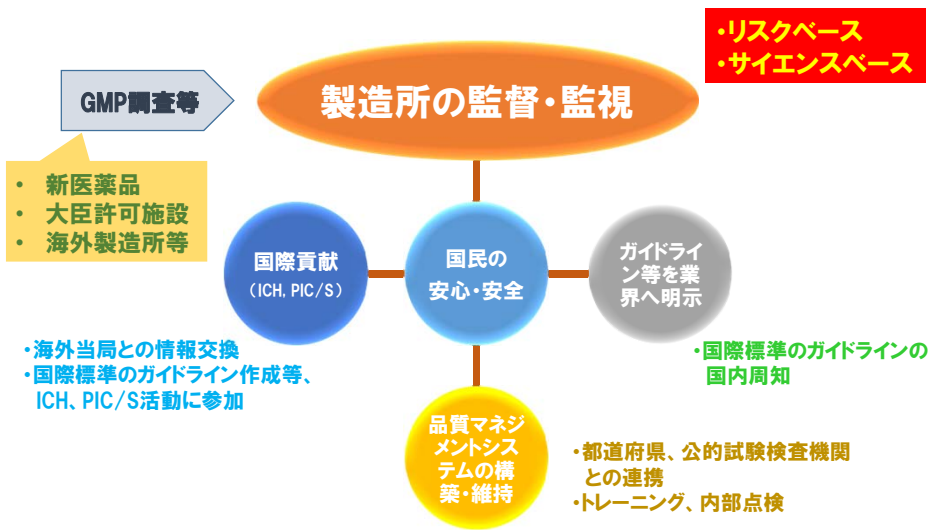 ・リスクベース
・サイエンスベース
GMP調査等
製造所の監督・監視
・ 新医薬品
・ 大臣許可施設
・ 海外製造所等
国際貢献
（ICH, PIC/S）
国民の
安心・安全
ガイドライ
ン等を業
界へ明示
・海外当局との情報交換
・国際標準のガイドライン作成等、
ICH、PIC/S活動に参加
・国際標準のガイドラインの
国内周知
品質マネジ
メントシス
テムの構
築・維持
・都道府県、公的試験検査機関
との連携
・トレーニング、内部点検